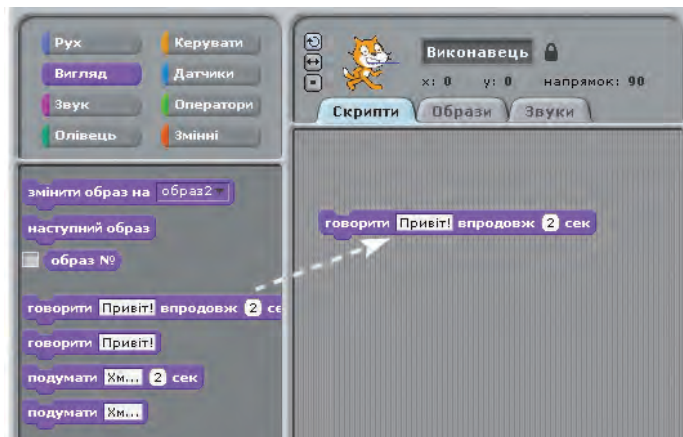 Рух Керувати
Вигляд Датчики
Звук Оператори
Олівець Змінні
змінити образ на образ2
наступний образ
образ №
говорити Привіт! впродовж 2 се
говорити Привіт!
подумати Хм... 2 сек
подумати Хм...
Виконавець
x: 0 y: 0 напрямок: 90
Скрипти Образи Звуки
говорити Привіт! впродовж 2 сек